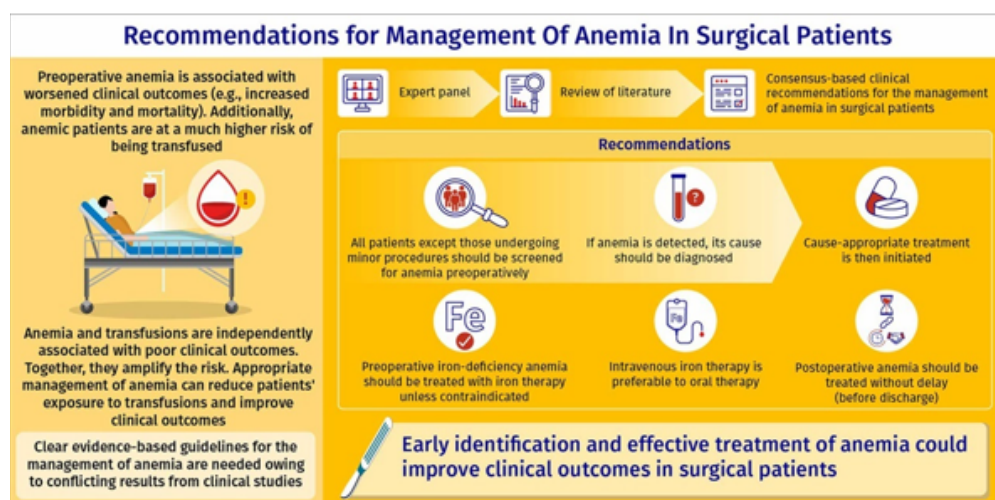 Recommendations for Management Of Anemia In Surgical Patients
Preoperative anemia is associated with
worsened clinical outcomes (e.g., increased
morbidity and mortality). Additionally,
anemic patients are at a much higher risk of
being transfused
!
Anemia and transfusions are independently
associated with poor clinical outcomes.
Together, they amplify the risk. Appropriate
management of anemia can reduce patients'
exposure to transfusions and improve
clinical outcomes
Clear evidence-based guidelines for the
management of anemia are needed owing
to conflicting results from clinical studies
Expert panel
Review of literature
Consensus-based clinical
recommendations for the management
of anemia in surgical patients
Recommendations
?
All patients except those undergoing
minor procedures should be screened
for anemia preoperatively
If anemia is detected, its cause
should be diagnosed
Cause-appropriate treatment
is then initiated
Fe
Preoperative iron-deficiency anemia
should be treated with iron therapy
unless contraindicated
Fe
Intravenous iron therapy is
preferable to oral therapy
Postoperative anemia should be
treated without delay
(before discharge)
Early identification and effective treatment of anemia could
improve clinical outcomes in surgical patients